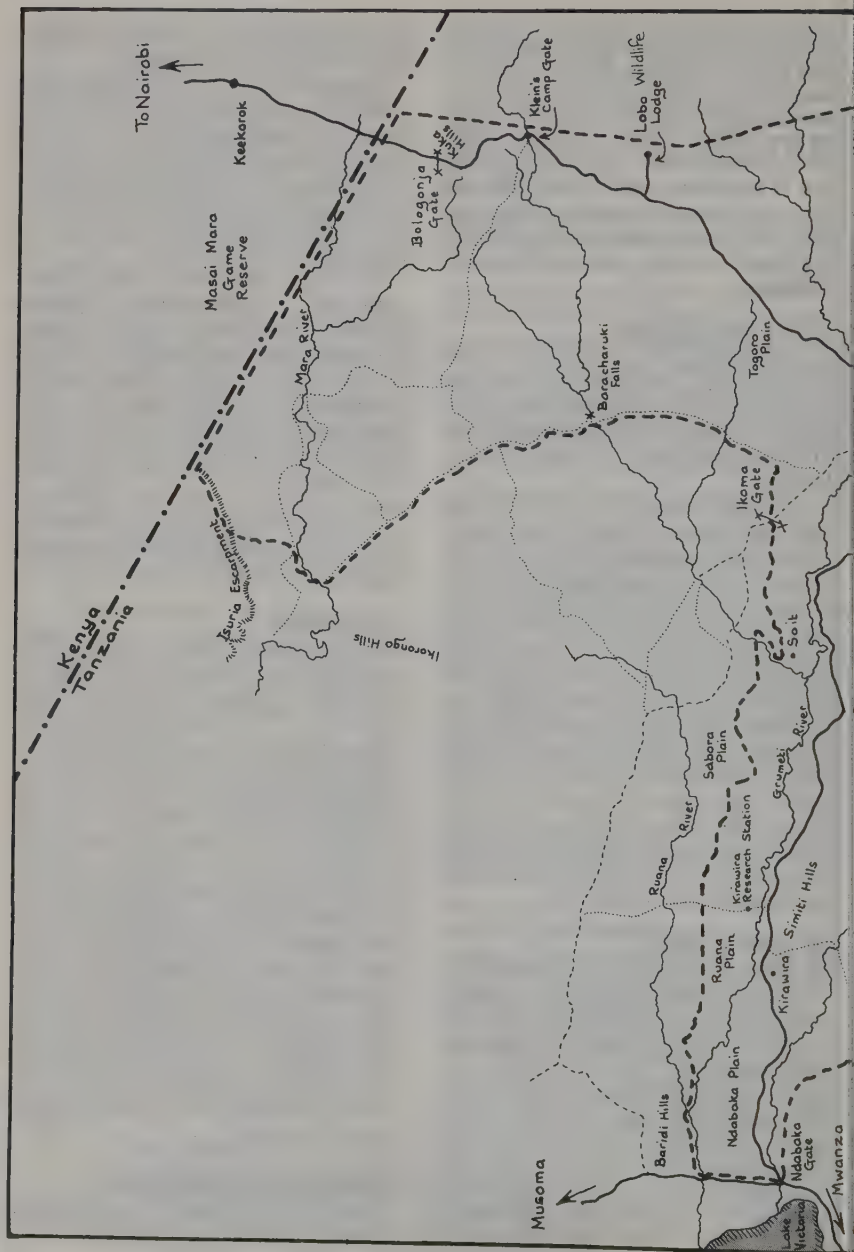 To Nairobi
Keekorok
Masai Mara
Game
Reserve
Kenya
Tanzania
Isuria Escarpment
Mara River
Ikorongo Hills
Bologonja
Gate
Kuka
Hills
Klein's
Camp Gate
Lobo Wildlife
Lodge
Baracharuki
Falls
Togoro
Plain
Ikoma
Gate
Soit
Sabora
Plain
Grumeti
River
Ruana
River
Kirawira
Research Station
Ruana
Plain
Simiti Hills
Kirawira
Ndabaka Plain
Baridi Hills
Musoma
Ndabaka
Gate
Lake
Victoria
Mwanza